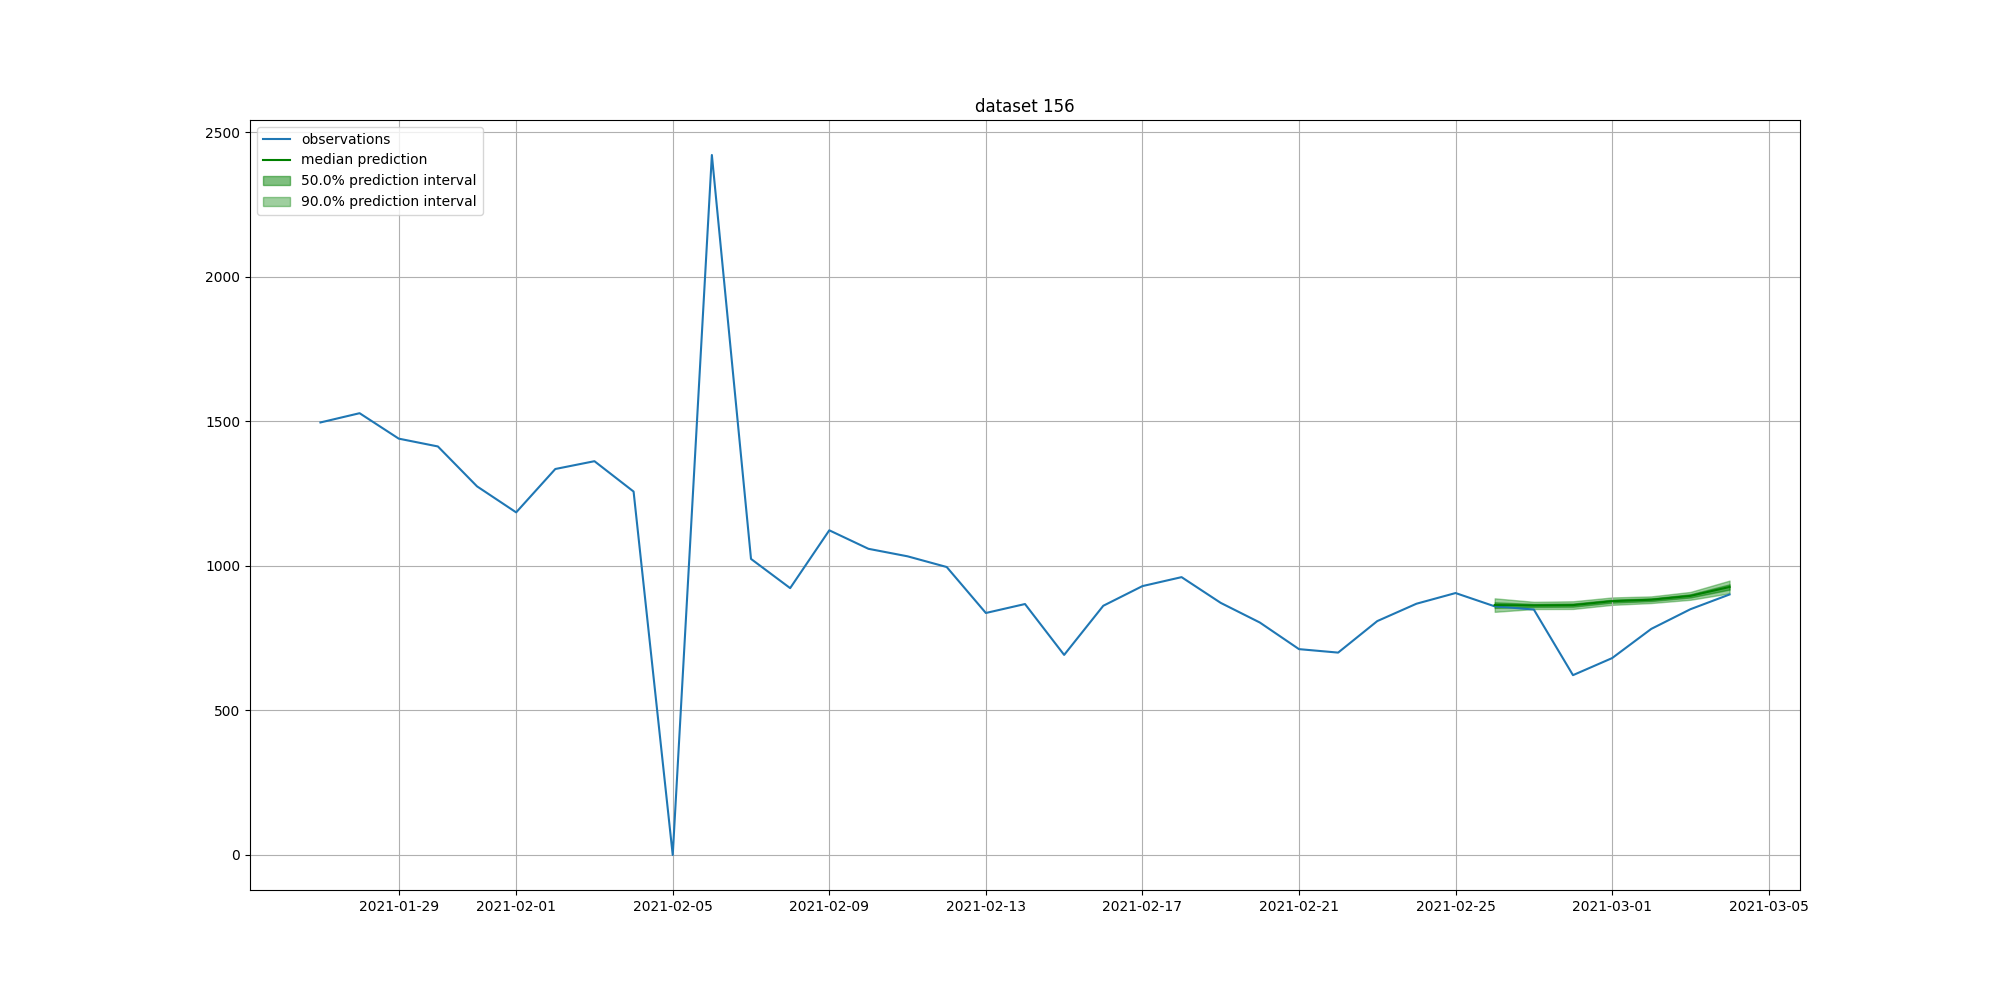 dataset 156
observations
median prediction
50.0% prediction interval
90.0% prediction interval
2500
2000
1500
1000
500
0
2021-01-29 2021-02-01 2021-02-05 2021-02-09 2021-02-13 2021-02-17 2021-02-21 2021-02-25 2021-03-01 2021-03-05